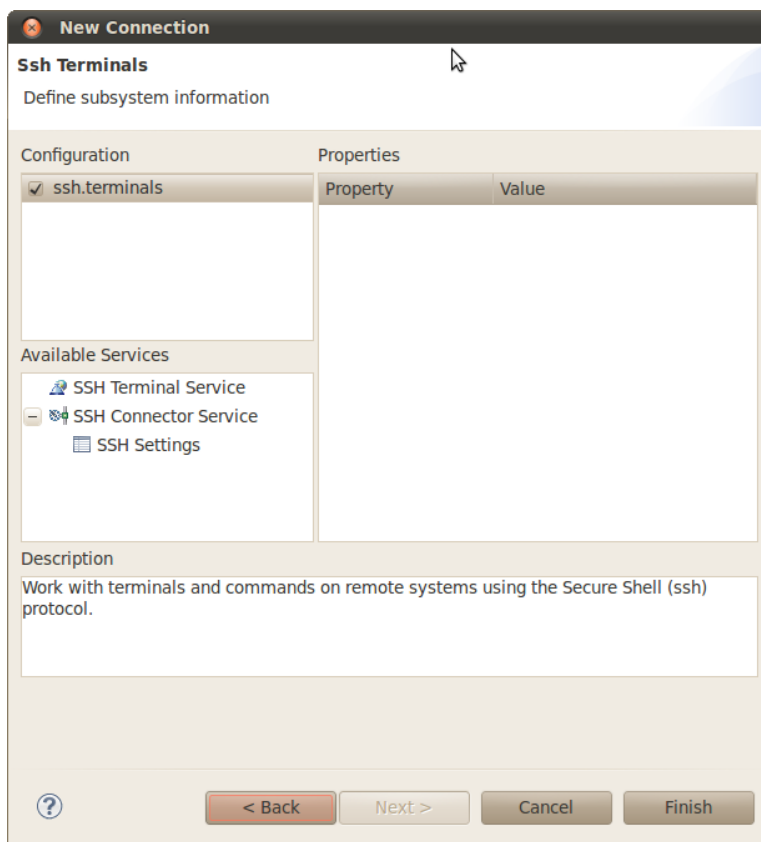 New Connection
Ssh Terminals
Define subsystem information
Configuration
Properties
ssh.terminals
Property
Value
Available Services
SSH Terminal Service
SSH Connector Service
SSH Settings
Description
Work with terminals and commands on remote systems using the Secure Shell (ssh)
protocol.
?
< Back
Next >
Cancel
Finish